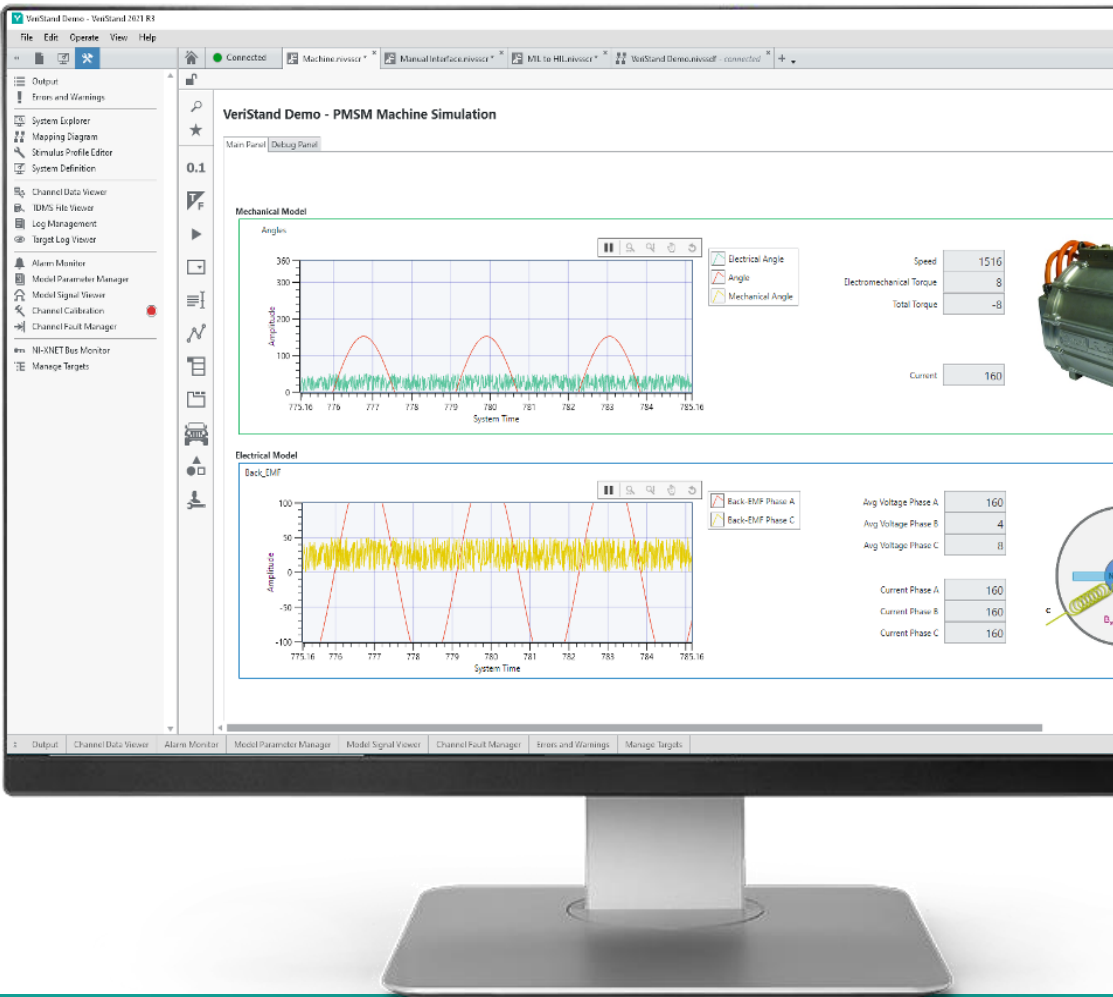 VeriStand Demo - VeriStand 2021 R3
File Edit Operate View Help
Connected Machine.nivsscr * × Manual Interface.nivsscr * × MIL to HIL.nivsscr * × VeriStand Demo.nivssdf - connected × +
Output
Errors and Warnings
System Explorer
Mapping Diagram
Stimulus Profile Editor
System Definition
Channel Data Viewer
TDMS File Viewer
Log Management
Target Log Viewer
Alarm Monitor
Model Parameter Manager
Model Signal Viewer
Channel Calibration
Channel Fault Manager
NI-XNET Bus Monitor
Manage Targets
0.1
T F
VeriStand Demo - PMSM Machine Simulation
Main Panel Debug Panel
Mechanical Model
Angles
360
300
200
100
0
Amplitude
775.16 776 777 778 779 780 781 782 783 784 785.16
System Time
Electrical Angle
Angle
Mechanical Angle
Speed 1516
Electromechanical Torque 8
Total Torque -8
Current 160
Electrical Model
Back_EMF
100
50
0
-50
-100
Amplitude
775.16 776 777 778 779 780 781 782 783 784 785.16
System Time
Back-EMF Phase A
Back-EMF Phase C
Avg Voltage Phase A 160
Avg Voltage Phase B 4
Avg Voltage Phase C 8
Current Phase A 160
Current Phase B 160
Current Phase C 160
C
N
Output Channel Data Viewer Alarm Monitor Model Parameter Manager Model Signal Viewer Channel Fault Manager Errors and Warnings Manage Targets